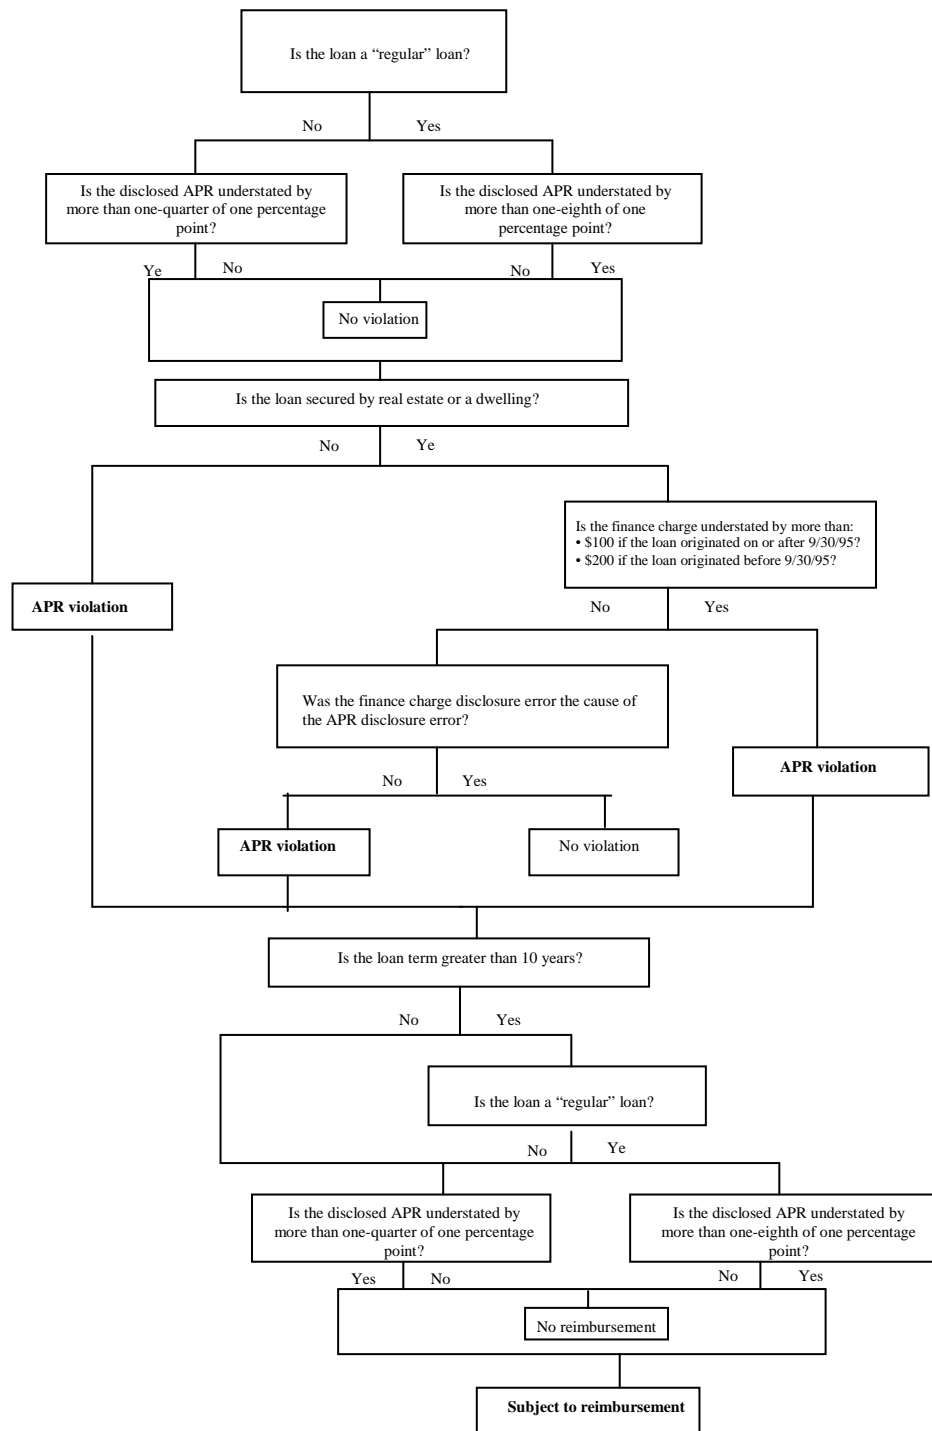 Is the loan a “regular” loan?
No
Yes
Is the disclosed APR understated by
more than one-quarter of one percentage
point?
Is the disclosed APR understated by
more than one-eighth of one
percentage point?
Ye
No
No
Yes
No violation
Is the loan secured by real estate or a dwelling?
No
Ye
Is the finance charge understated by more than:
• $100 if the loan originated on or after 9/30/95?
• $200 if the loan originated before 9/30/95?
APR violation
No
Yes
Was the finance charge disclosure error the cause of
the APR disclosure error?
APR violation
No
Yes
APR violation
No violation
Is the loan term greater than 10 years?
No
Yes
Is the loan a “regular” loan?
No
Ye
Is the disclosed APR understated by
more than one-quarter of one percentage
point?
Is the disclosed APR understated by
more than one-eighth of one percentage
point?
Yes
No
No
Yes
No reimbursement
Subject to reimbursement